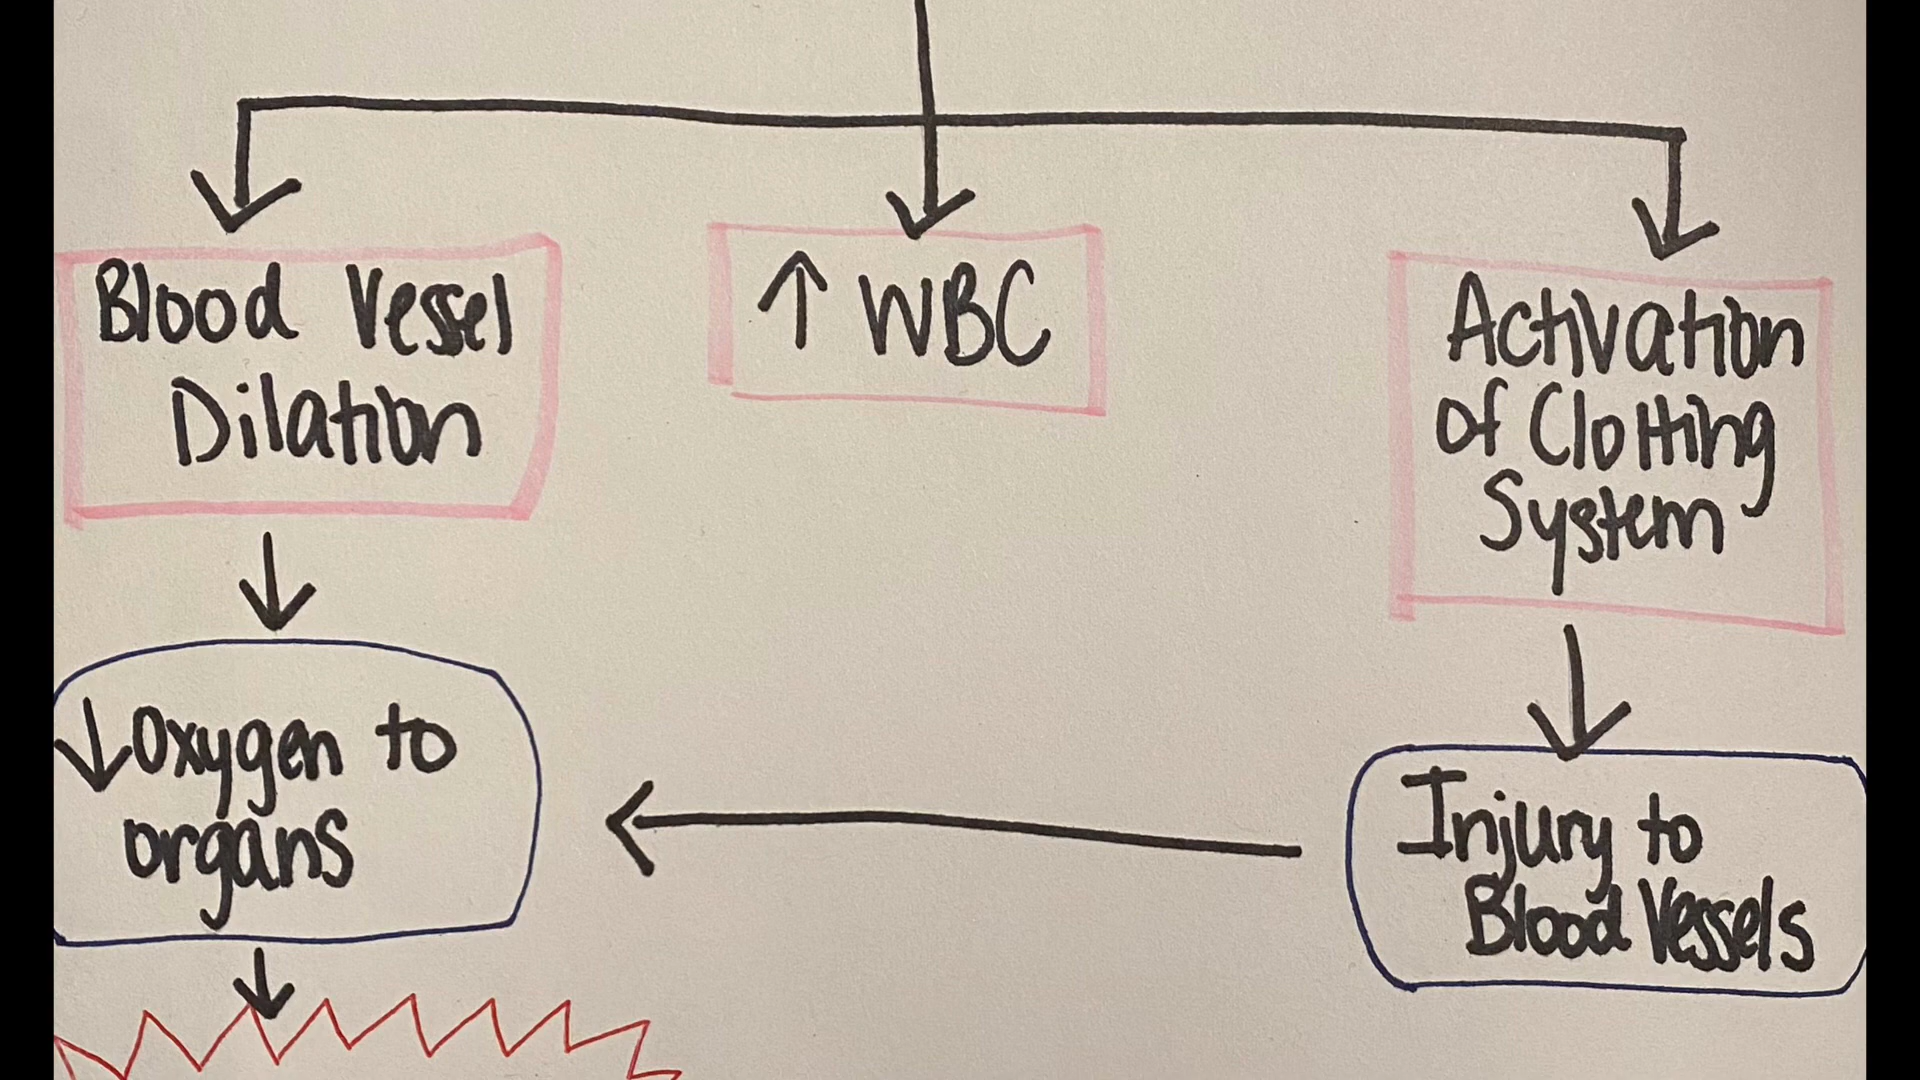 Blood Vessel
Dilation
↑ WBC
Activation
of Clotting
System
↓ Oxygen to
organs
Injury to
Blood Vessels